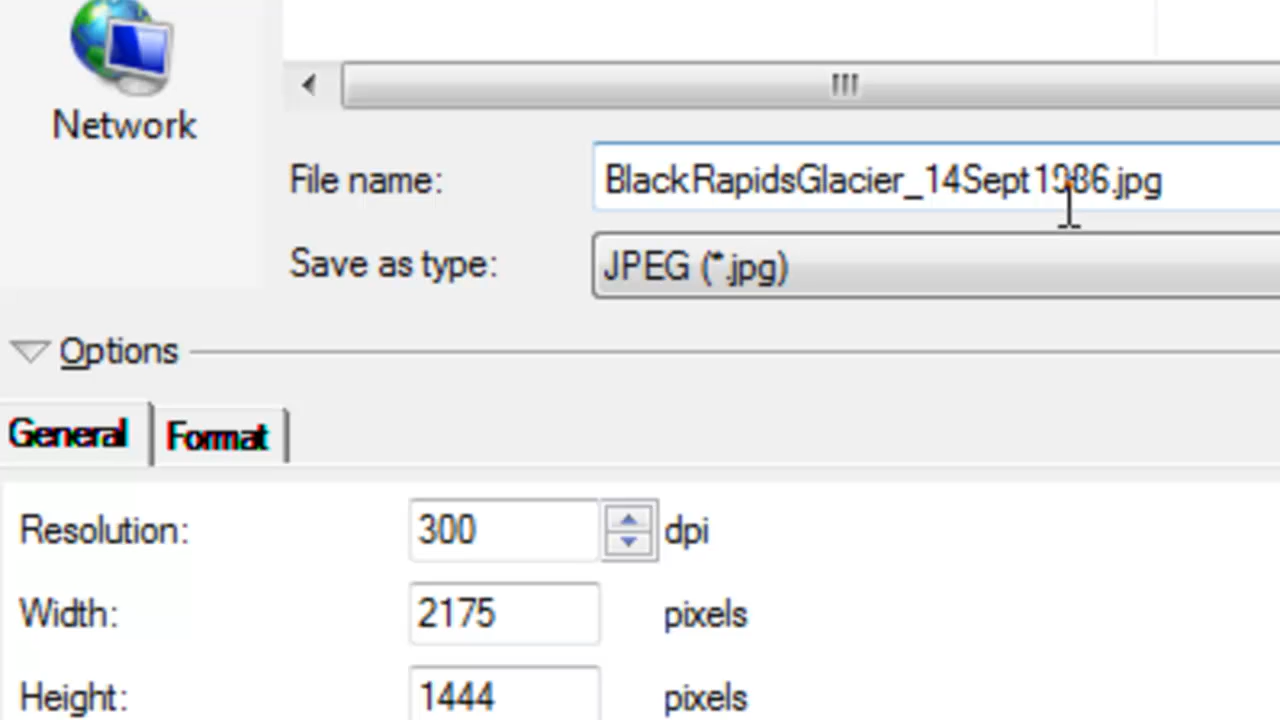 Network
File name: BlackRapidsGlacier_14Sept1986.jpg
Save as type: JPEG (*.jpg)
Options
General Format
Resolution: 300 dpi
Width: 2175 pixels
Height: 1444 pixels